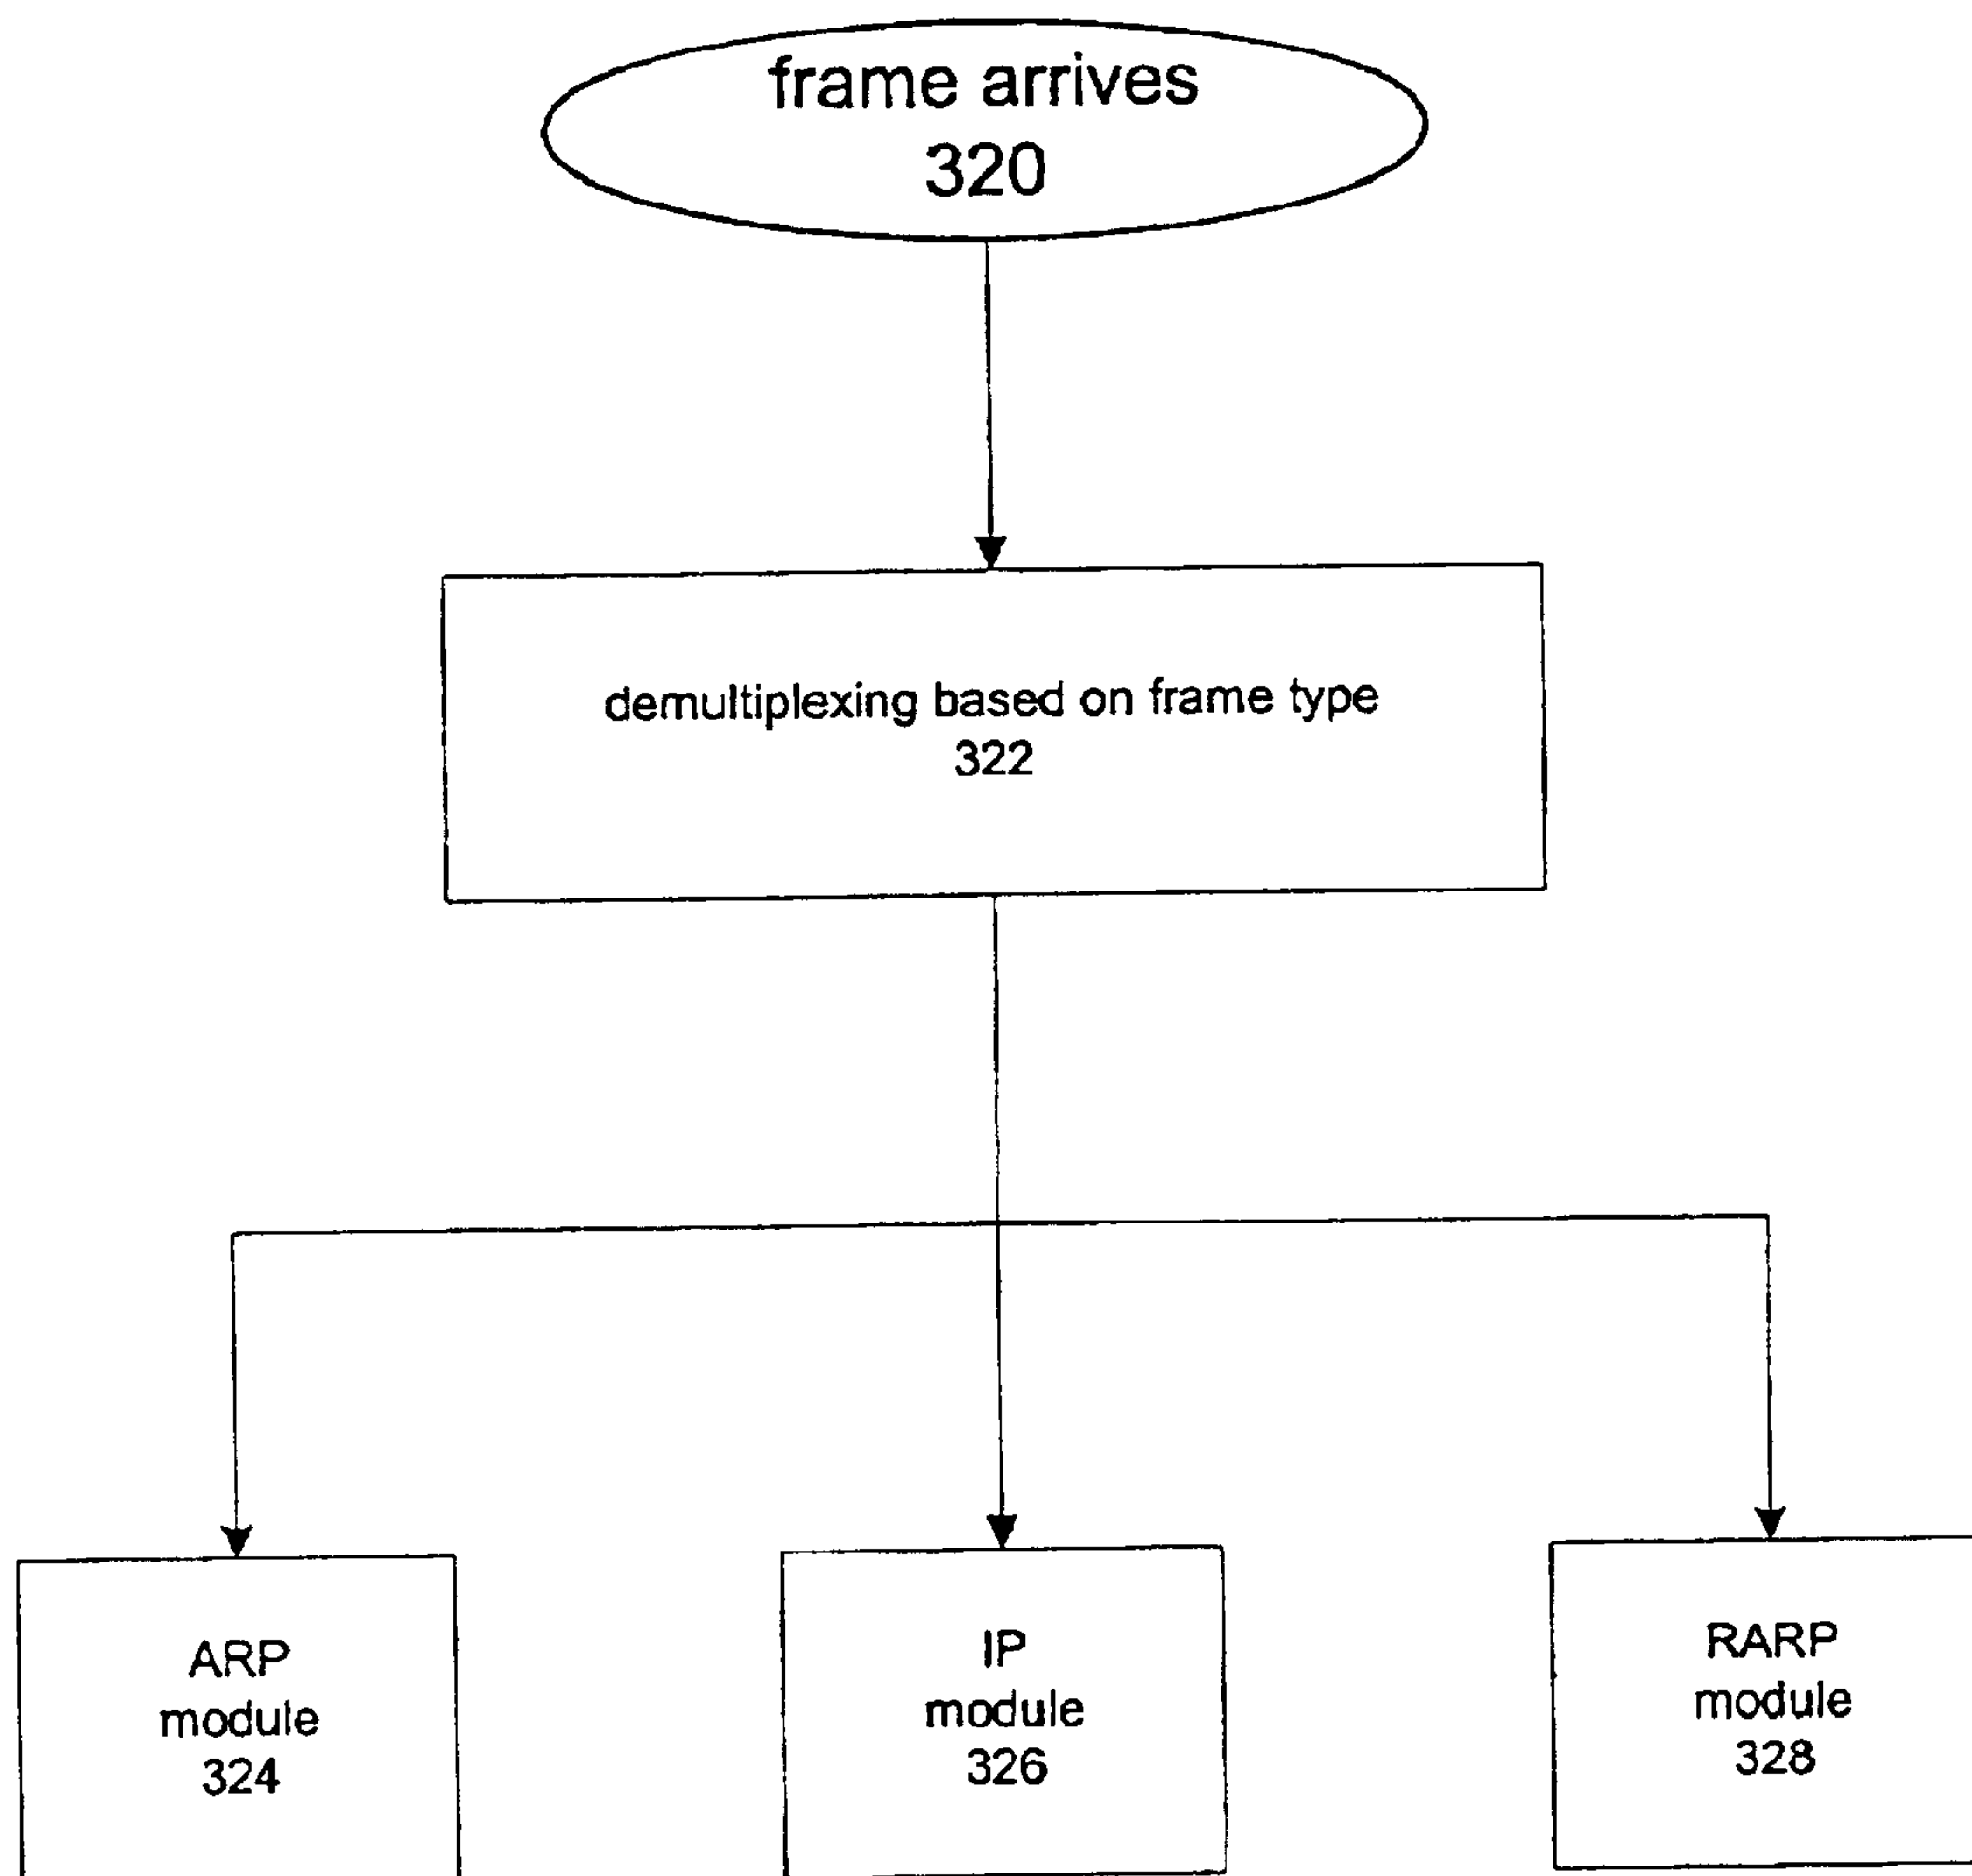 frame arrives
320
demultiplexing based on frame type
322
ARP
module
324
IP
module
326
RARP
module
328